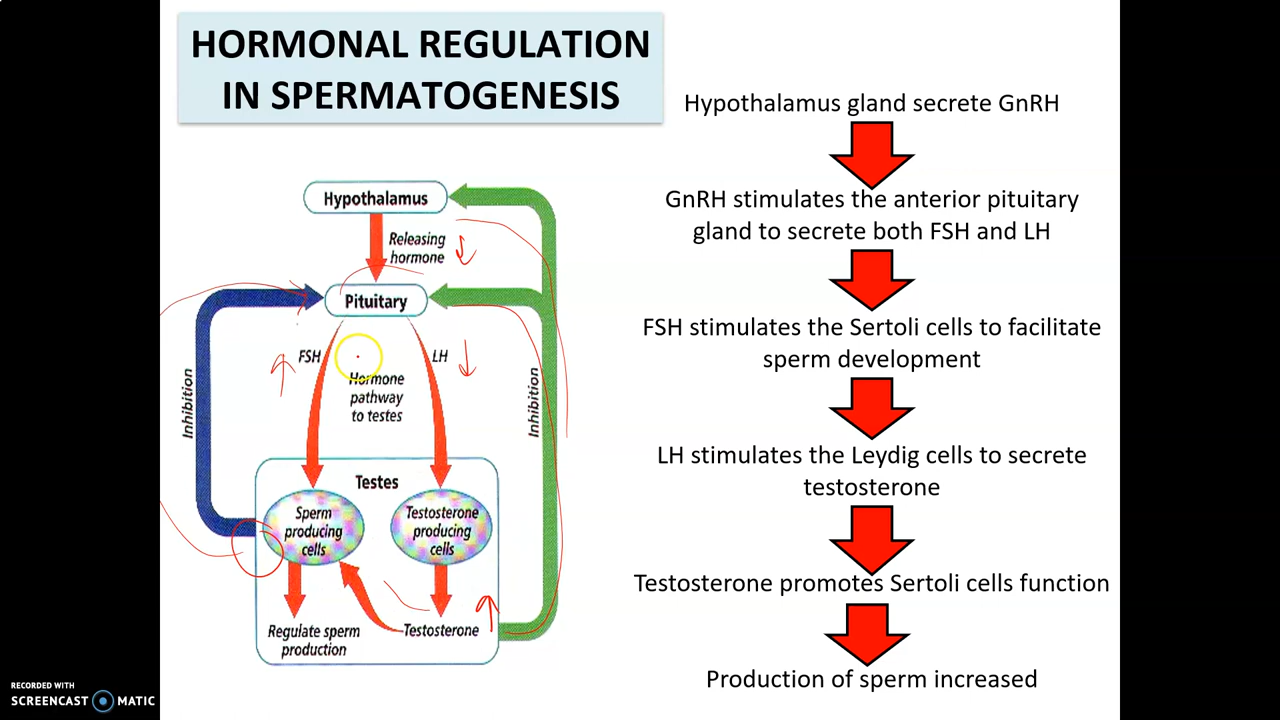 HORMONAL REGULATION
IN SPERMATOGENESIS
Hypothalamus
Releasing
hormone
Pituitary
FSH
LH
Hormone
pathway
to testes
Inhibition
Inhibition
Testes
Sperm
producing
cells
Testosterone
producing
cells
Regulate sperm
production
Testosterone
Hypothalamus gland secrete GnRH
GnRH stimulates the anterior pituitary
gland to secrete both FSH and LH
FSH stimulates the Sertoli cells to facilitate
sperm development
LH stimulates the Leydig cells to secrete
testosterone
Testosterone promotes Sertoli cells function
Production of sperm increased
RECORDED WITH
SCREENCAST MATIC